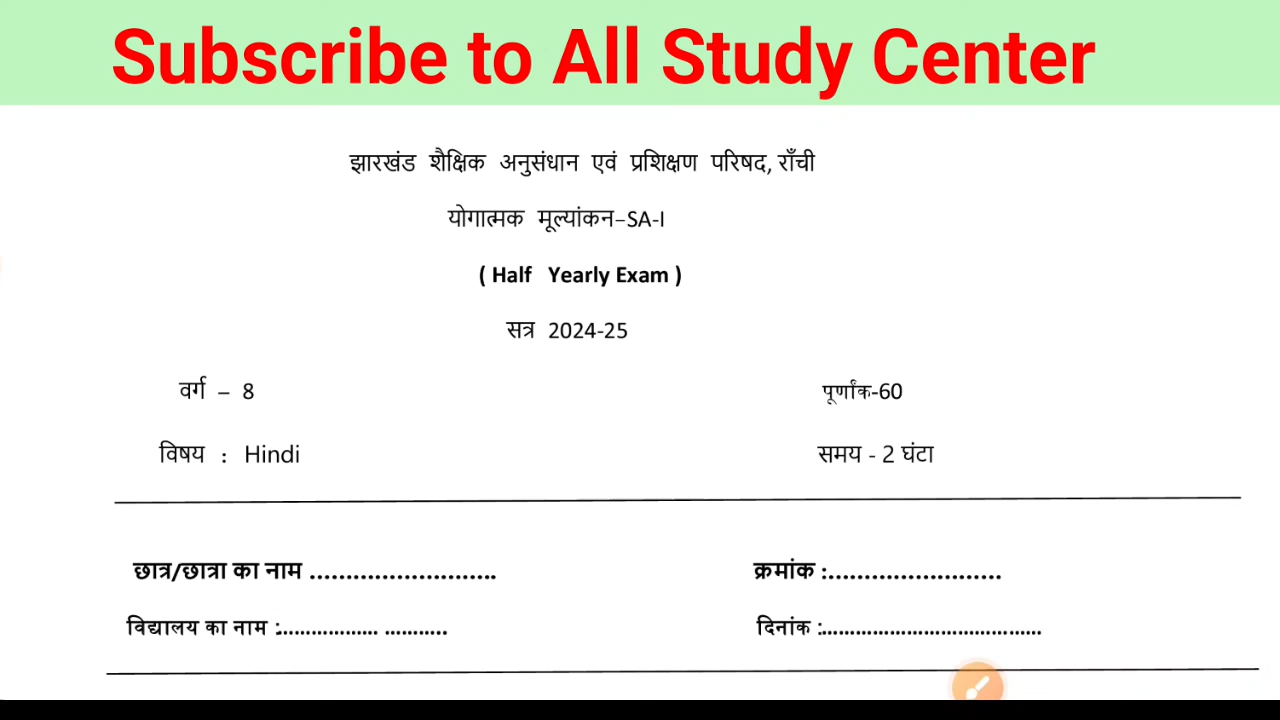 Subscribe to All Study Center
झारखंड शैक्षिक अनुसंधान एवं प्रशिक्षण परिषद, राँची
योगात्मक मूल्यांकन–SA-I
( Half Yearly Exam )
सत्र 2024-25
वर्ग – 8 पूर्णांक-60
विषय : Hindi समय - 2 घंटा
छात्र/छात्रा का नाम .......................... क्रमांक :........................
विद्यालय का नाम :.................. ........... दिनांक :.......................................